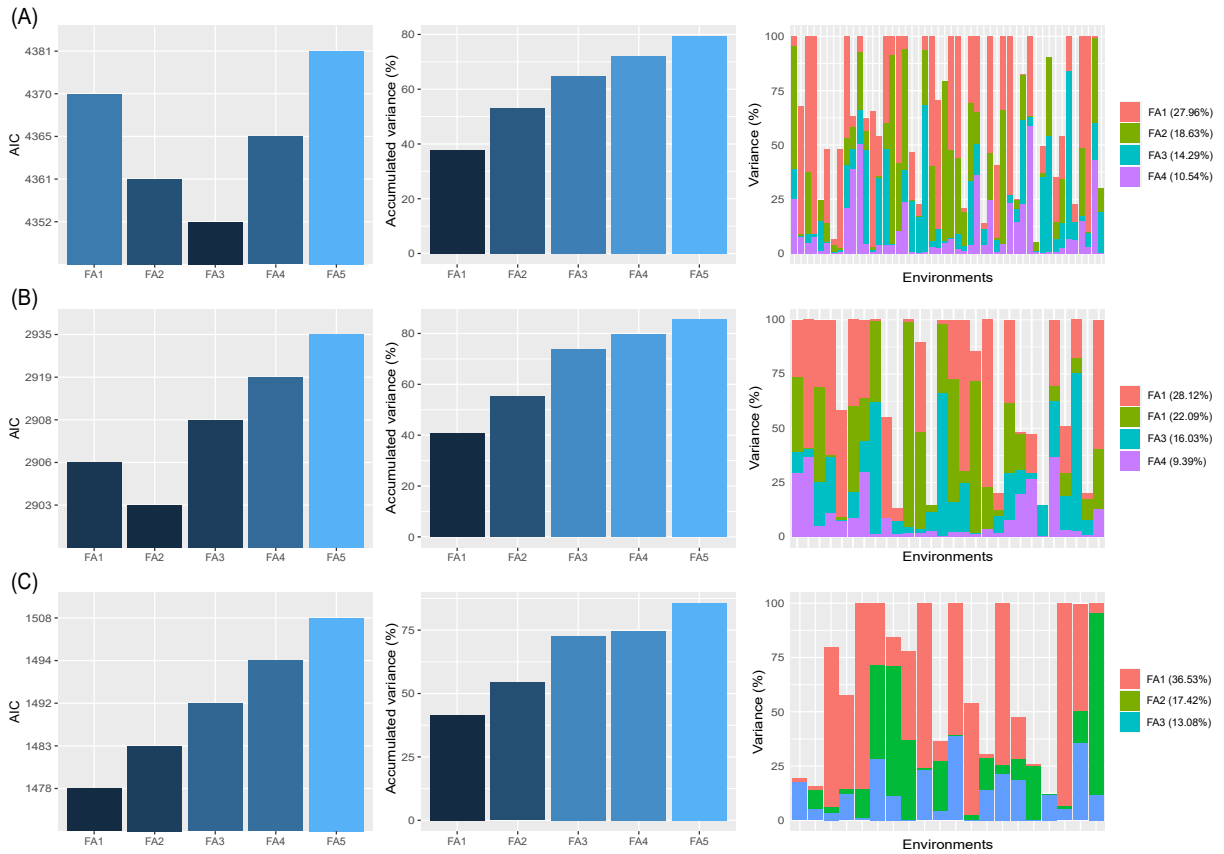 (A)
AIC
4381
4370
4365
4361
4352
FA1 FA2 FA3 FA4 FA5
Accumulated variance (%)
80
60
40
20
0
FA1 FA2 FA3 FA4 FA5
Variance (%)
100
75
50
25
0
Environments
FA1 (27.96%)
FA2 (18.63%)
FA3 (14.29%)
FA4 (10.54%)
(B)
AIC
2935
2919
2908
2906
2903
FA1 FA2 FA3 FA4 FA5
Accumulated variance (%)
80
60
40
20
0
FA1 FA2 FA3 FA4 FA5
Variance (%)
100
75
50
25
0
Environments
FA1 (28.12%)
FA1 (22.09%)
FA3 (16.03%)
FA4 (9.39%)
(C)
AIC
1508
1494
1492
1483
1478
FA1 FA2 FA3 FA4 FA5
Accumulated variance (%)
75
50
25
0
FA1 FA2 FA3 FA4 FA5
Variance (%)
100
75
50
25
0
Environments
FA1 (36.53%)
FA2 (17.42%)
FA3 (13.08%)